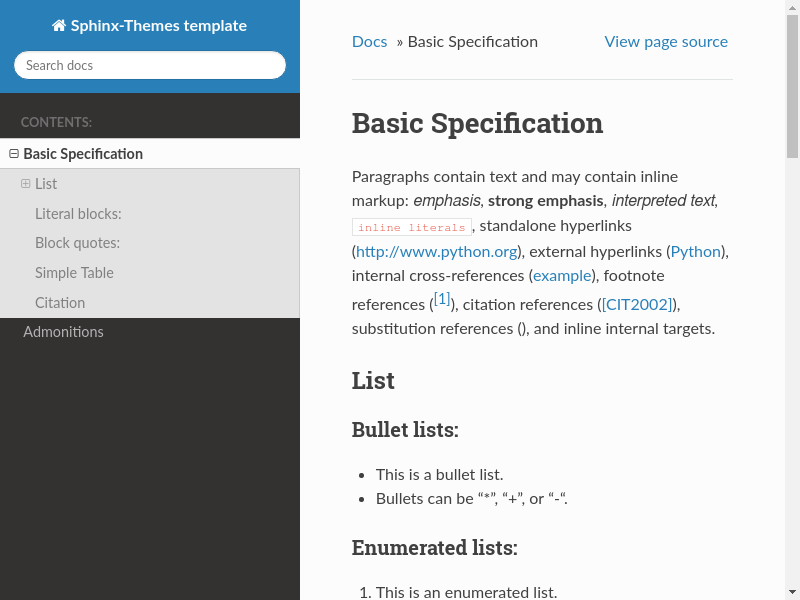 Sphinx-Themes template
Search docs
CONTENTS:
Basic Specification
List
Literal blocks:
Block quotes:
Simple Table
Citation
Admonitions
Docs » Basic Specification View page source
Basic Specification
Paragraphs contain text and may contain inline
markup: emphasis, strong emphasis, interpreted text,
inline literals, standalone hyperlinks
(http://www.python.org), external hyperlinks (Python),
internal cross-references (example), footnote
references ([1]), citation references ([CIT2002]),
substitution references (), and inline internal targets.
List
Bullet lists:
• This is a bullet list.
• Bullets can be “*”, “+”, or “-“.
Enumerated lists:
1. This is an enumerated list.